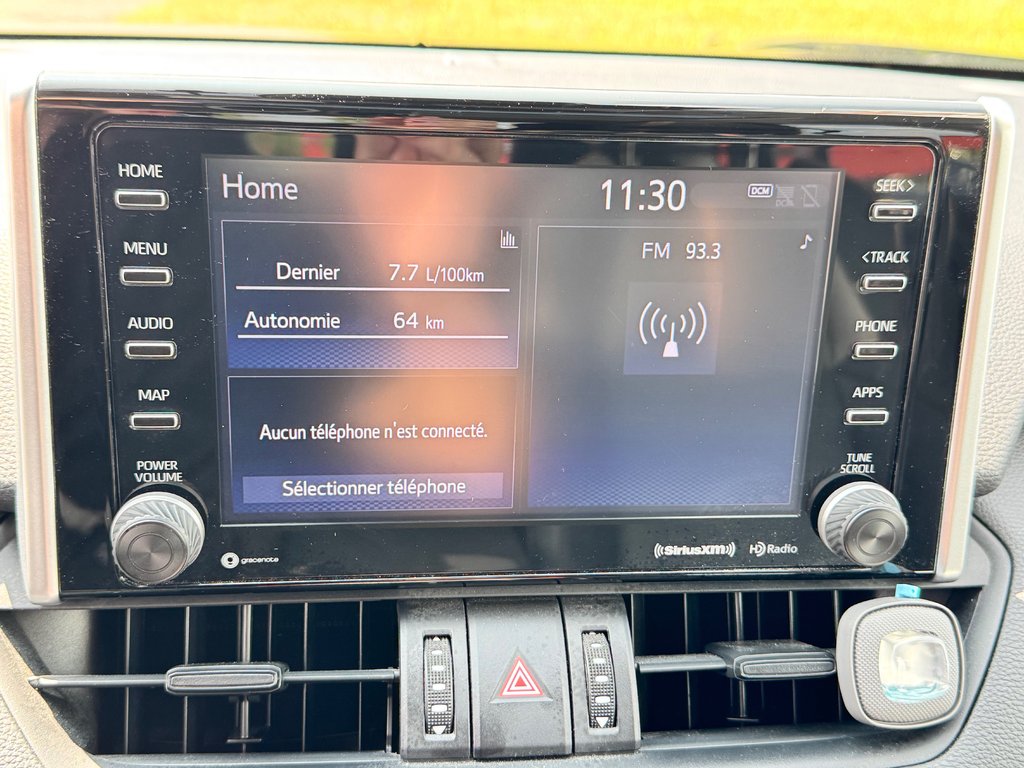 HOME
MENU
AUDIO
MAP
POWER
VOLUME
Home
11:30
DCM
Dernier 7.7 L/100km
Autonomie 64 km
Aucun téléphone n'est connecté.
Sélectionner téléphone
FM 93.3
SEEK>
<TRACK
PHONE
APPS
TUNE
SCROLL
gracenote
((SiriusXM))
HD Radio